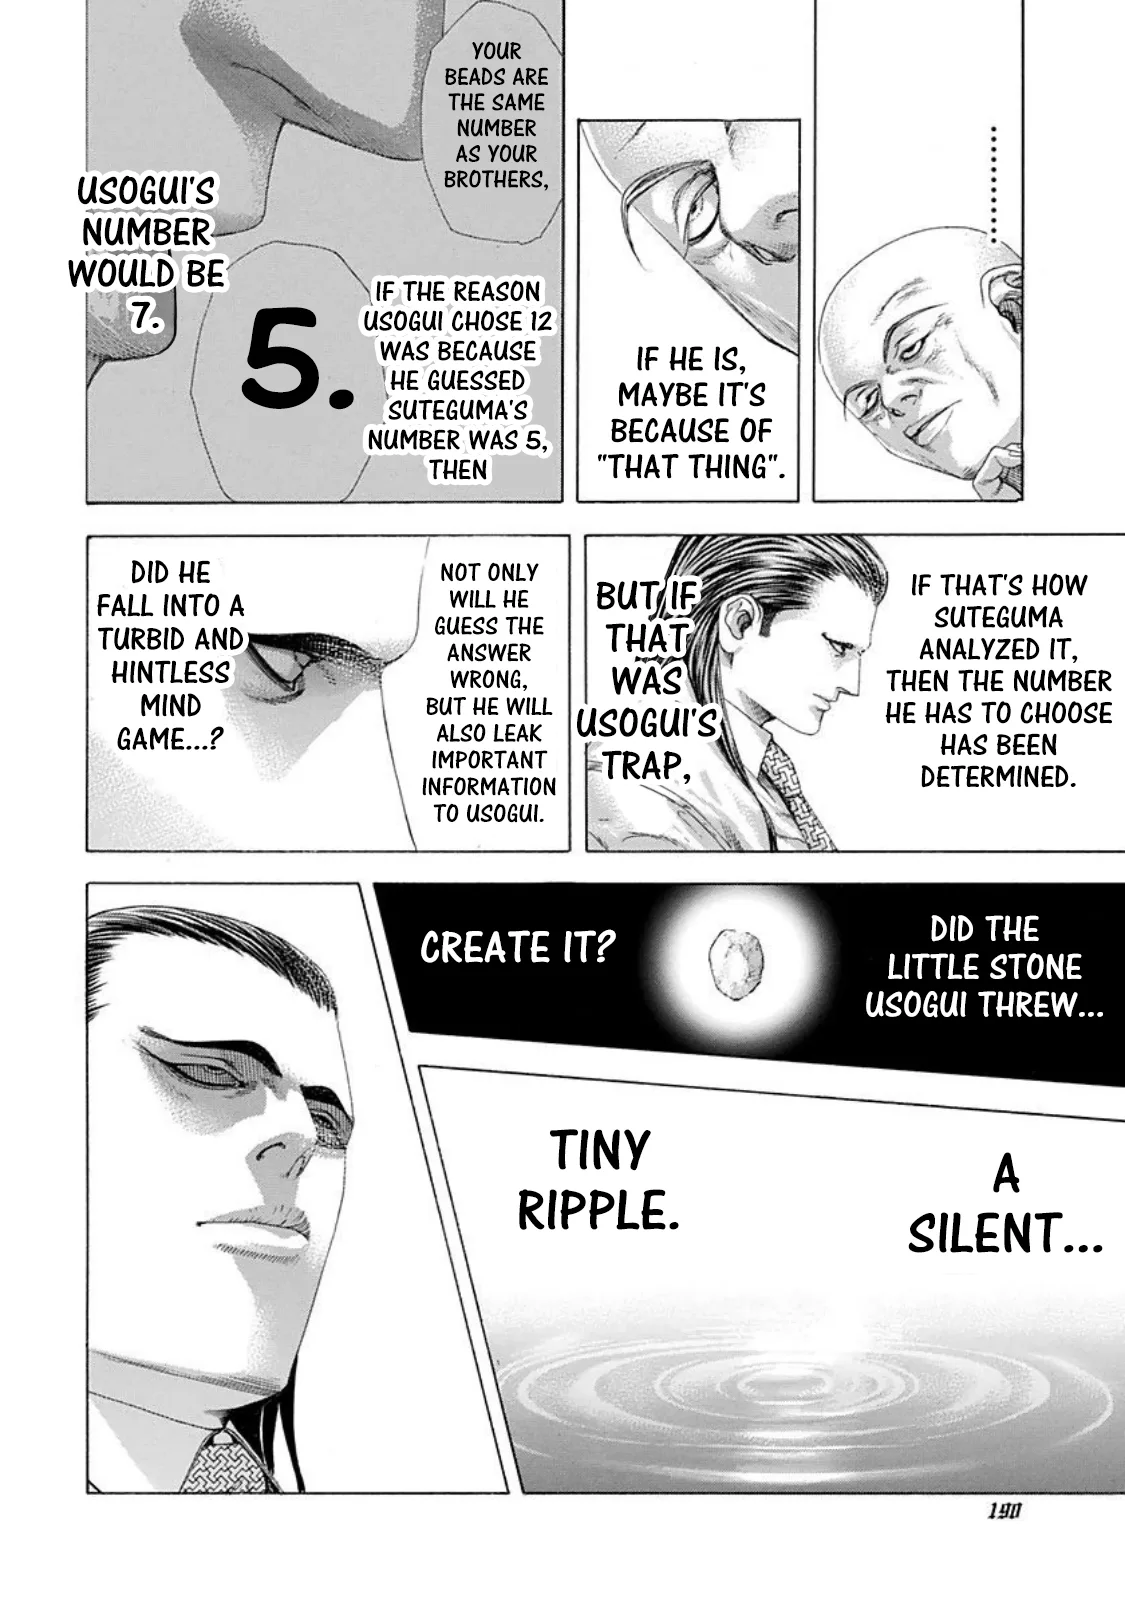 ..........
IF HE IS,
MAYBE IT'S
BECAUSE OF
"THAT THING".
YOUR
BEADS ARE
THE SAME
NUMBER
AS YOUR
BROTHERS,
5.
IF THE REASON
USOGUI CHOSE 12
WAS BECAUSE
HE GUESSED
SUTEGUMA'S
NUMBER WAS 5,
THEN
USOGUI'S
NUMBER
WOULD BE
7.
IF THAT'S HOW
SUTEGUMA
ANALYZED IT,
THEN THE NUMBER
HE HAS TO CHOOSE
HAS BEEN
DETERMINED.
BUT IF
THAT
WAS
USOGUI'S
TRAP,
NOT ONLY
WILL HE
GUESS THE
ANSWER
WRONG,
BUT HE WILL
ALSO LEAK
IMPORTANT
INFORMATION
TO USOGUI.
DID HE
FALL INTO A
TURBID AND
HINTLESS
MIND
GAME...?
DID THE
LITTLE STONE
USOGUI THREW...
CREATE IT?
A
SILENT...
TINY
RIPPLE.
190